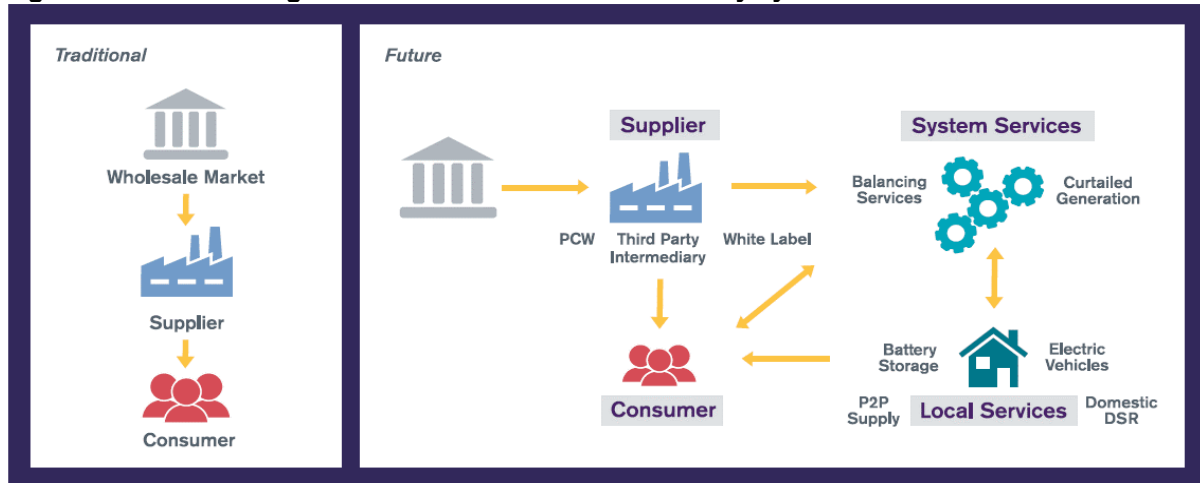 Traditional
Wholesale Market
Supplier
Consumer
Future
Supplier
PCW
Third Party
Intermediary
White Label
Consumer
System Services
Balancing
Services
Curtailed
Generation
Battery
Storage
Electric
Vehicles
P2P
Supply
Local Services
Domestic
DSR